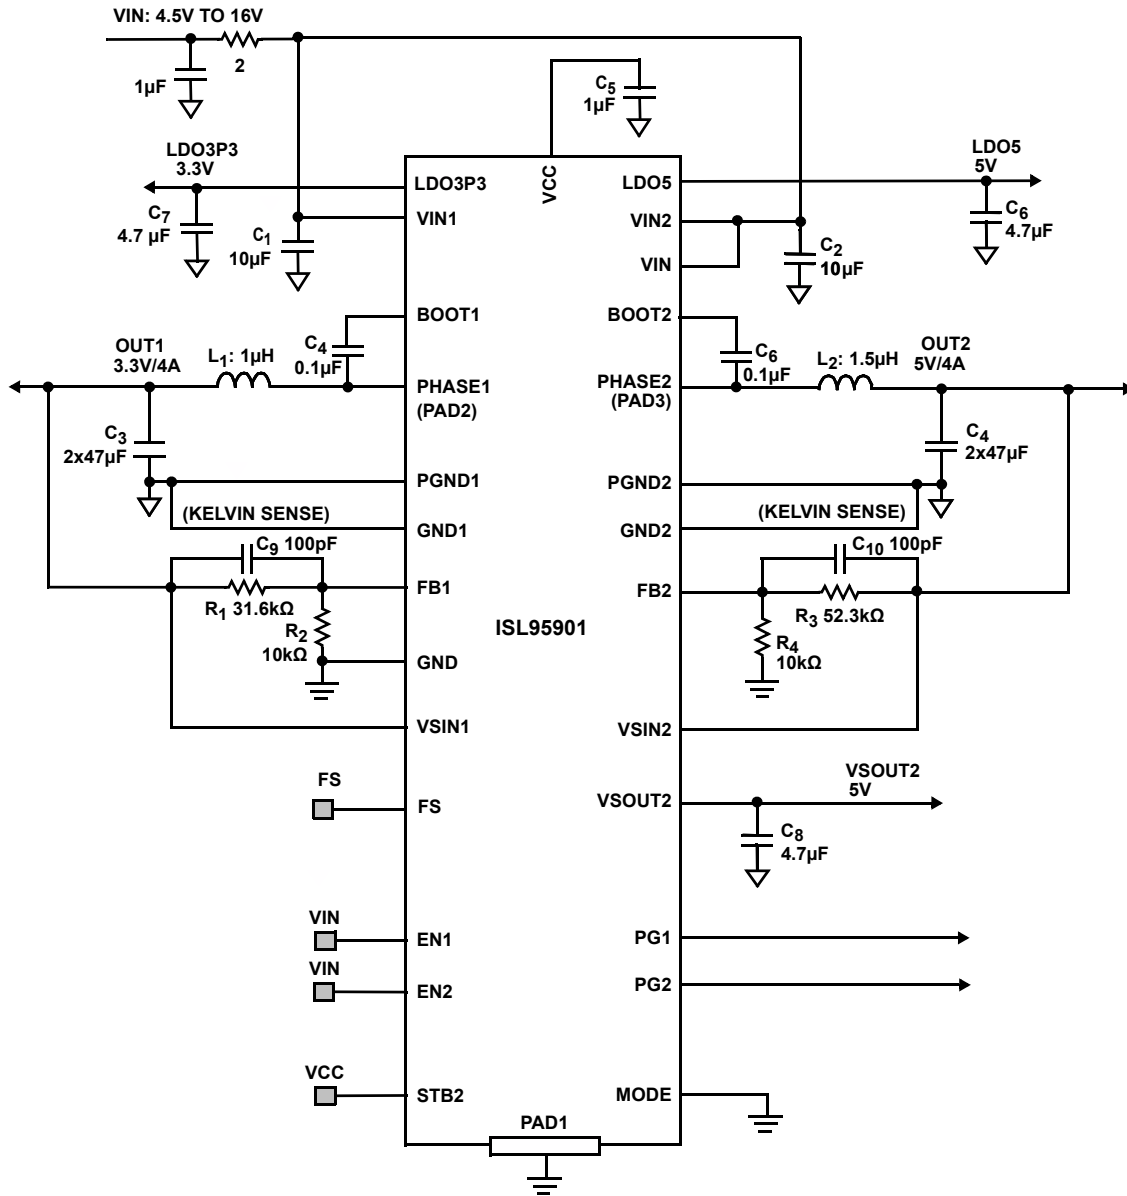 VIN: 4.5V TO 16V
2
1µF
C5
1µF
LDO3P3
3.3V
LDO5
5V
VCC
LDO3P3
LDO5
C7
4.7 µF
VIN1
VIN2
C6
4.7µF
C1
10µF
C2
10µF
VIN
BOOT1
BOOT2
OUT1
3.3V/4A
L1: 1µH
C4
0.1µF
C6
0.1µF
L2: 1.5µH
OUT2
5V/4A
PHASE1
(PAD2)
PHASE2
(PAD3)
C3
2x47µF
C4
2x47µF
PGND1
PGND2
(KELVIN SENSE)
(KELVIN SENSE)
GND1
GND2
C9 100pF
C10 100pF
FB1
FB2
R1 31.6kΩ
R3 52.3kΩ
R2
10kΩ
ISL95901
R4
10kΩ
GND
VSIN1
VSIN2
FS
FS
VSOUT2
5V
VSOUT2
C8
4.7µF
VIN
EN1
PG1
VIN
EN2
PG2
VCC
STB2
MODE
PAD1